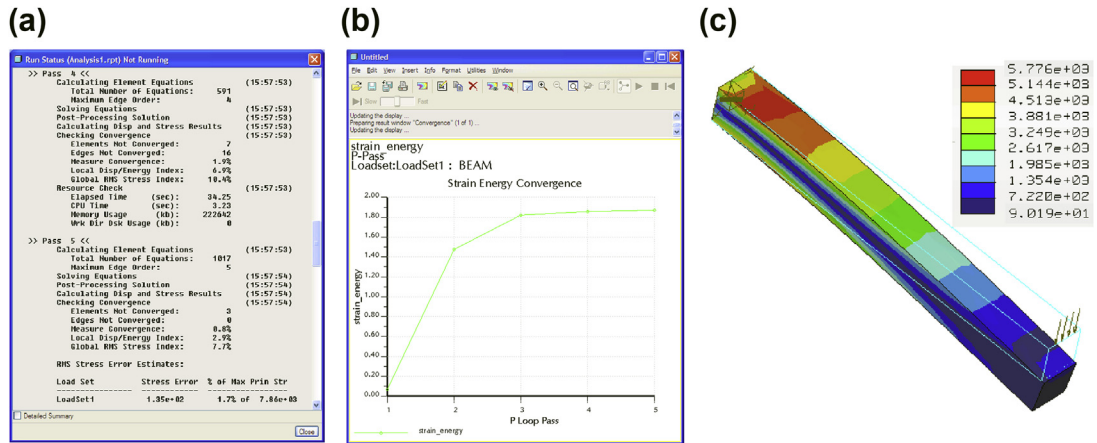 (a)
Run Status (Analysis1.rpt) Not Running
>> Pass 4 <<
Calculating Element Equations (15:57:53)
Total Number of Equations: 591
Maximum Edge Order: 4
Solving Equations (15:57:53)
Post-Processing Solution (15:57:53)
Calculating Disp and Stress Results (15:57:53)
Checking Convergence (15:57:53)
Elements Not Converged: 7
Edges Not Converged: 16
Measure Convergence: 1.9%
Local Disp/Energy Index: 6.9%
Global RMS Stress Index: 10.4%
Resource Check (15:57:53)
Elapsed Time (sec): 34.25
CPU Time (sec): 3.23
Memory Usage (kb): 222642
Wrk Dir Dsk Usage (kb): 0
>> Pass 5 <<
Calculating Element Equations (15:57:53)
Total Number of Equations: 1017
Maximum Edge Order: 5
Solving Equations (15:57:54)
Post-Processing Solution (15:57:54)
Calculating Disp and Stress Results (15:57:54)
Checking Convergence (15:57:54)
Elements Not Converged: 3
Edges Not Converged: 0
Measure Convergence: 0.8%
Local Disp/Energy Index: 2.9%
Global RMS Stress Index: 7.7%
RMS Stress Error Estimates:
Load Set Stress Error % of Max Prin Str
LoadSet1 1.35e+02 1.7% of 7.86e+03
Detailed Summary
Close
(b)
Untitled
File Edit View Insert Info Format Utilities Window
Slow Fast
Updating the display ...
Preparing result window "Convergence" (1 of 1) ...
Updating the display ...
strain_energy
P-Pass
Loadset:LoadSet1 : BEAM
Strain Energy Convergence
2.00
1.80
1.60
1.40
1.20
1.00
0.80
0.60
0.40
0.20
0.00
strain_energy
1 2 3 4 5
P Loop Pass
strain_energy
(c)
5.776e+03
5.144e+03
4.513e+03
3.881e+03
3.249e+03
2.617e+03
1.985e+03
1.354e+03
7.220e+02
9.019e+01